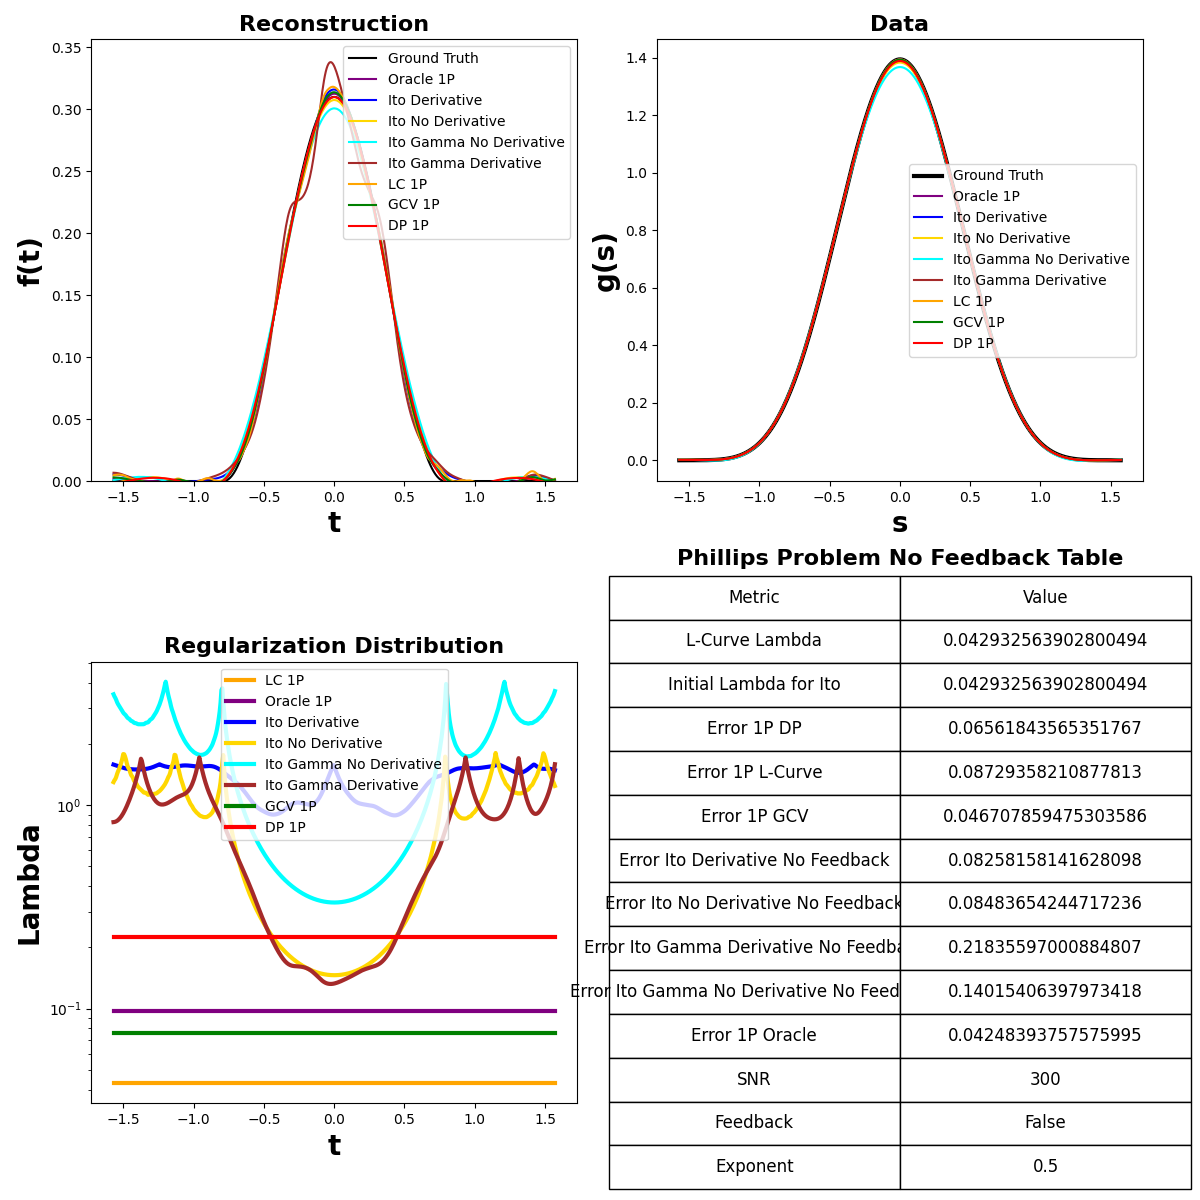 Reconstruction
0.35
0.30
0.25
0.20
0.15
0.10
0.05
0.00
f(t)
Ground Truth
Oracle 1P
Ito Derivative
Ito No Derivative
Ito Gamma No Derivative
Ito Gamma Derivative
LC 1P
GCV 1P
DP 1P
−1.5 −1.0 −0.5 0.0 0.5 1.0 1.5
t
Data
1.4
1.2
1.0
0.8
0.6
0.4
0.2
0.0
g(s)
Ground Truth
Oracle 1P
Ito Derivative
Ito No Derivative
Ito Gamma No Derivative
Ito Gamma Derivative
LC 1P
GCV 1P
DP 1P
−1.5 −1.0 −0.5 0.0 0.5 1.0 1.5
s
Regularization Distribution
10⁰
10⁻¹
Lambda
LC 1P
Oracle 1P
Ito Derivative
Ito No Derivative
Ito Gamma No Derivative
Ito Gamma Derivative
GCV 1P
DP 1P
−1.5 −1.0 −0.5 0.0 0.5 1.0 1.5
t
Phillips Problem No Feedback Table
Metric Value
L-Curve Lambda 0.042932563902800494
Initial Lambda for Ito 0.042932563902800494
Error 1P DP 0.06561843565351767
Error 1P L-Curve 0.08729358210877813
Error 1P GCV 0.046707859475303586
Error Ito Derivative No Feedback 0.08258158141628098
Error Ito No Derivative No Feedback 0.08483654244717236
Error Ito Gamma Derivative No Feedba 0.21835597000884807
Error Ito Gamma No Derivative No Feed 0.14015406397973418
Error 1P Oracle 0.04248393757575995
SNR 300
Feedback False
Exponent 0.5